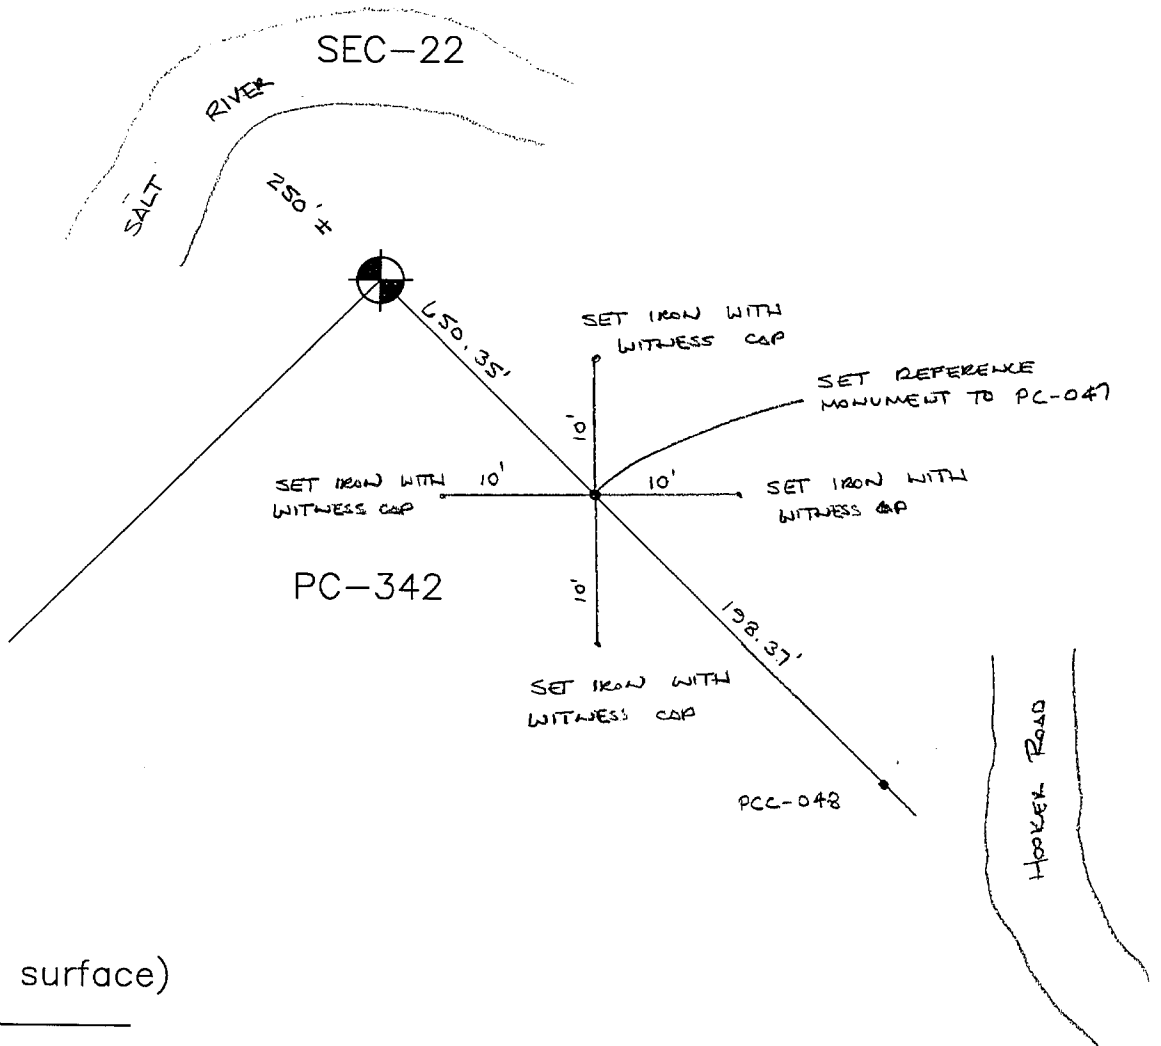 SEC-22
RIVER
SALT
250' ±
650.35'
SET IRON WITH
WITNESS CAP
SET REFERENCE
MONUMENT TO PC-047
10'
SET IRON WITH
WITNESS CAP
10'
10'
SET IRON WITH
WITNESS CAP
PC-342
10'
198.37'
SET IRON WITH
WITNESS CAP
HOOKER ROAD
PCC-048
surface)